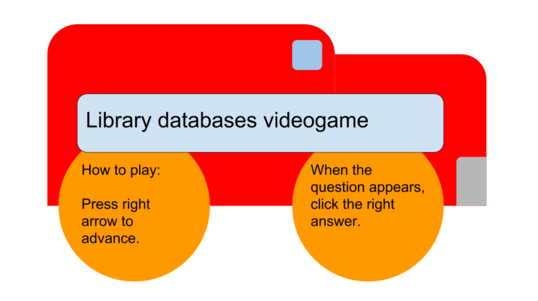 Library databases videogame
How to play:
Press right
arrow to
advance.
When the
question appears,
click the right
answer.